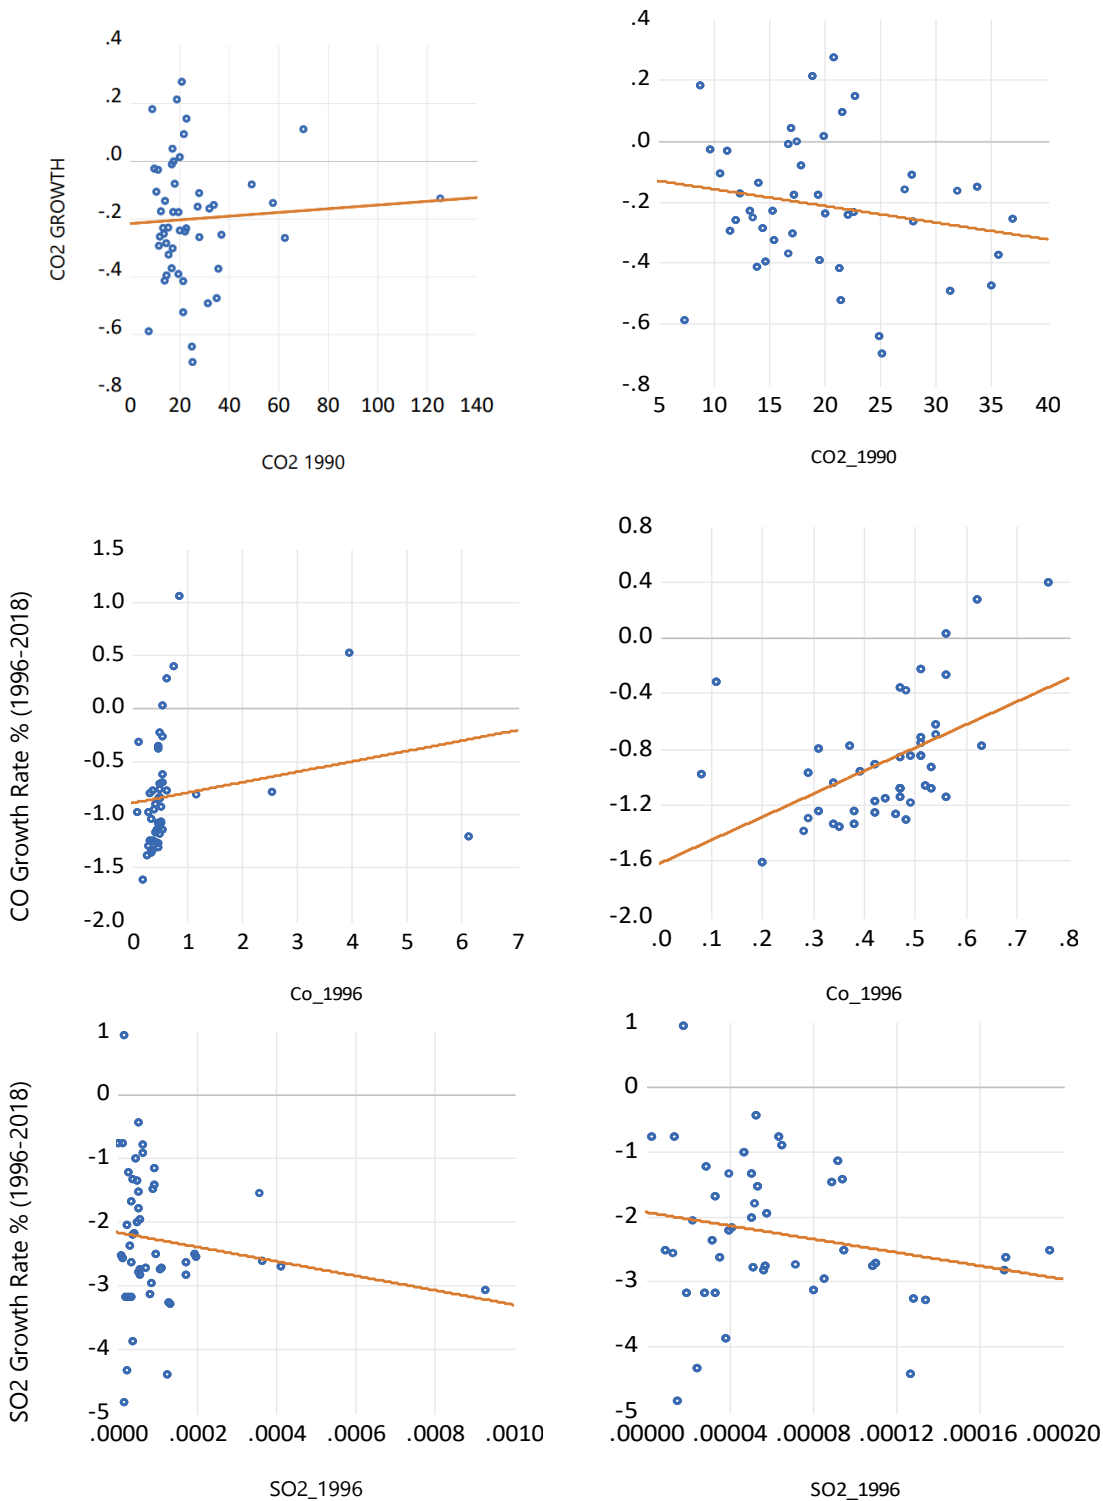 .4
.2
.0
-.2
-.4
-.6
-.8
CO2 GROWTH
0 20 40 60 80 100 120 140
CO2 1990
.4
.2
.0
-.2
-.4
-.6
-.8
5 10 15 20 25 30 35 40
CO2_1990
1.5
1.0
0.5
0.0
-0.5
-1.0
-1.5
-2.0
CO Growth Rate % (1996-2018)
0 1 2 3 4 5 6 7
Co_1996
0.8
0.4
0.0
-0.4
-0.8
-1.2
-1.6
-2.0
.0 .1 .2 .3 .4 .5 .6 .7 .8
Co_1996
1
0
-1
-2
-3
-4
-5
SO2 Growth Rate % (1996-2018)
.0000 .0002 .0004 .0006 .0008 .0010
SO2_1996
1
0
-1
-2
-3
-4
-5
.00000 .00004 .00008 .00012 .00016 .00020
SO2_1996